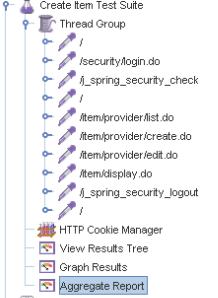 Create Item Test Suite
Thread Group
/
/security/login.do
/j_spring_security_check
/
/item/provider/list.do
/item/provider/create.do
/item/provider/edit.do
/item/display.do
/j_spring_security_logout
/
HTTP Cookie Manager
View Results Tree
Graph Results
Aggregate Report